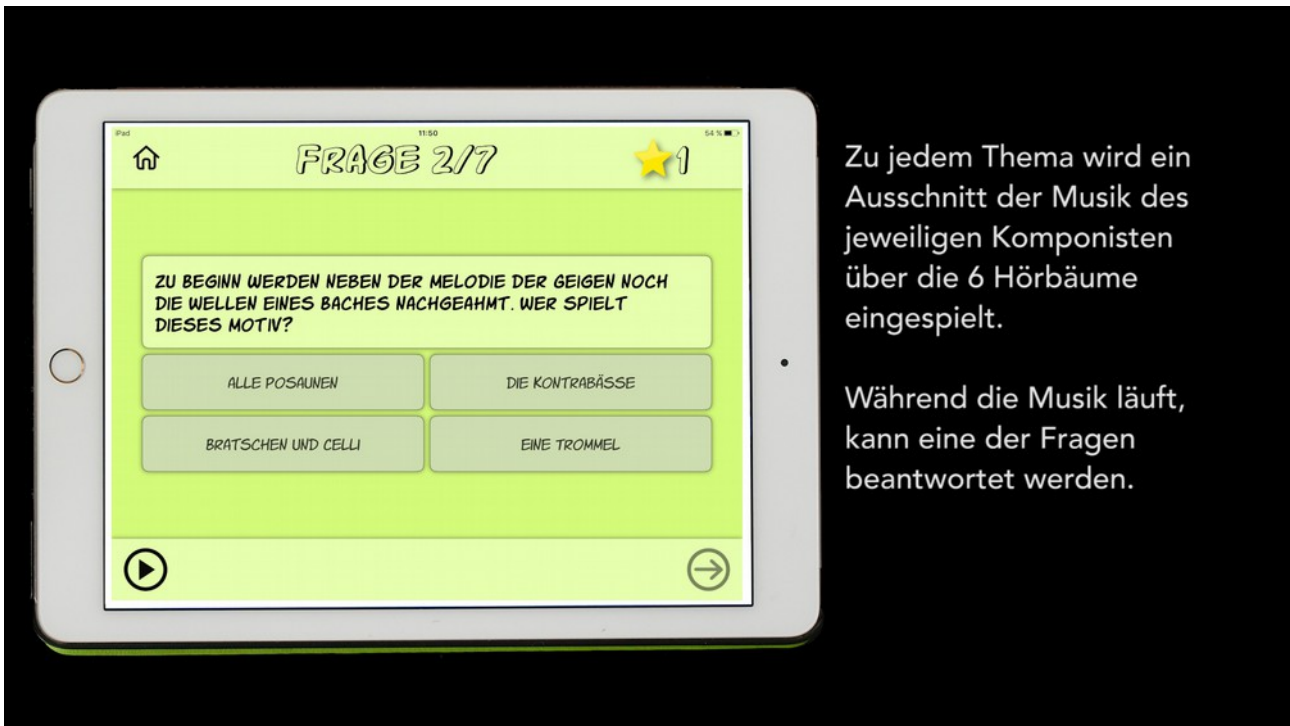 iPad 11:50 54 %
FRAGE 2/7 1
ZU BEGINN WERDEN NEBEN DER MELODIE DER GEIGEN NOCH
DIE WELLEN EINES BACHES NACHGEAHMT. WER SPIELT
DIESES MOTIV?
ALLE POSAUNEN
DIE KONTRABÄSSE
BRATSCHEN UND CELLI
EINE TROMMEL
Zu jedem Thema wird ein
Ausschnitt der Musik des
jeweiligen Komponisten
über die 6 Hörbäume
eingespielt.
Während die Musik läuft,
kann eine der Fragen
beantwortet werden.